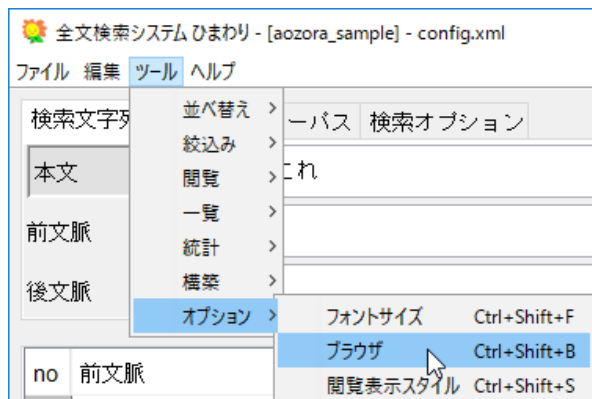 全文検索システム ひまわり - [aozora_sample] - config.xml
ファイル 編集 ツール ヘルプ
検索文字 ーパス 検索オプション
並べ替え
絞込み
本文 これ
閲覧
一覧
前文脈
統計
構築
後文脈
オプション
フォントサイズ Ctrl+Shift+F
ブラウザ Ctrl+Shift+B
no 前文脈
閲覧表示スタイル Ctrl+Shift+S